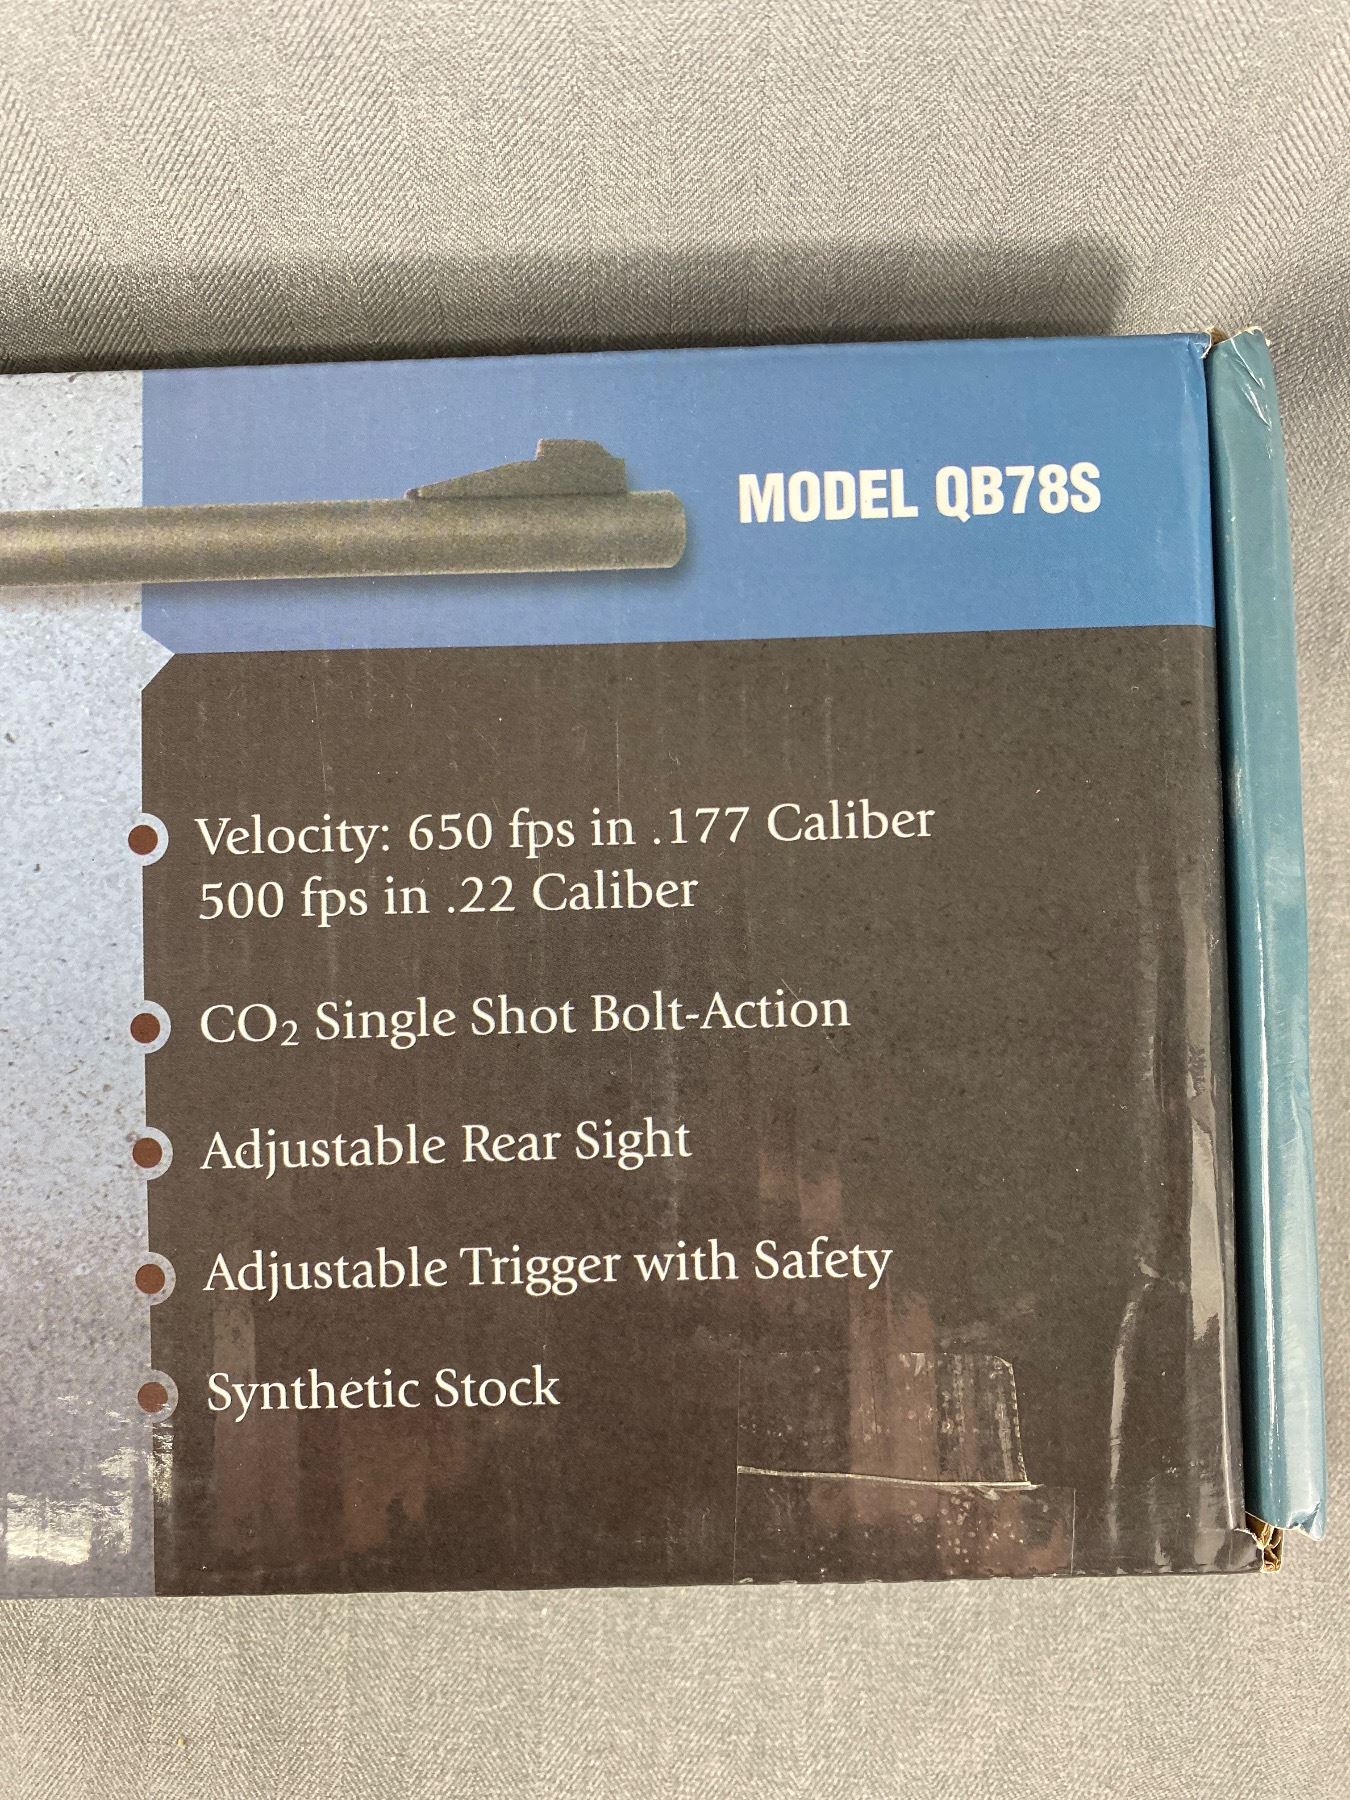 MODEL QB78S
Velocity: 650 fps in .177 Caliber
500 fps in .22 Caliber
CO₂ Single Shot Bolt-Action
Adjustable Rear Sight
Adjustable Trigger with Safety
Synthetic Stock